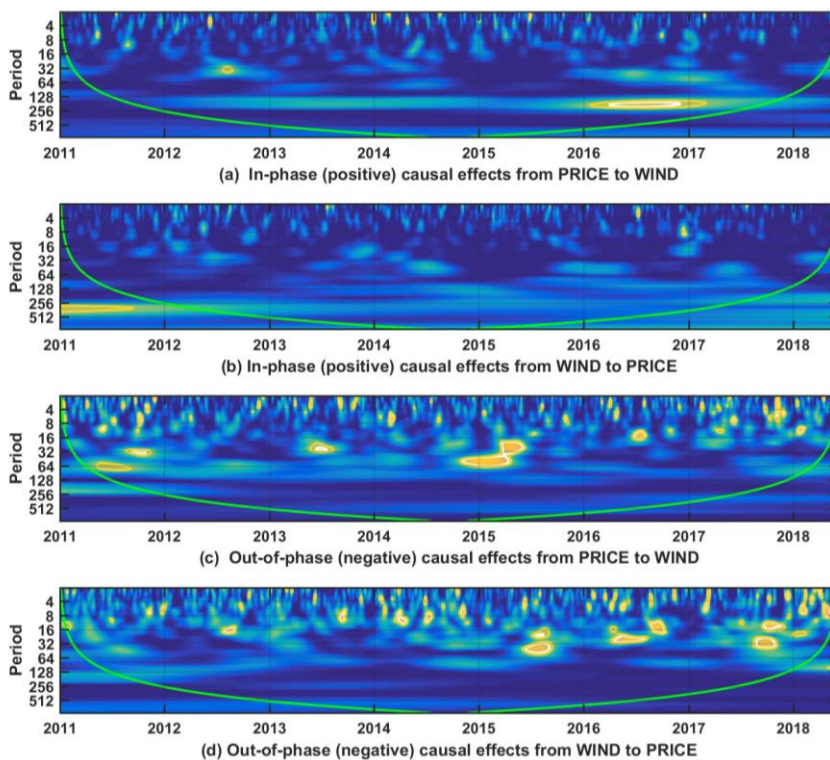 Period
4
8
16
32
64
128
256
512
2011 2012 2013 2014 2015 2016 2017 2018
(a) In-phase (positive) causal effects from PRICE to WIND
Period
4
16
32
64
256
512
2011 2012 2013 2014 2015 2016 2017 2018
(b) In-phase (positive) causal effects from WIND to PRICE
Period
4
8
16
32
64
128
256
512
2011 2012 2013 2014 2015 2016 2017 2018
(c) Out-of-phase (negative) causal effects from PRICE to WIND
Period
4
8
16
32
64
128
256
512
2011 2012 2013 2014 2015 2016 2017 2018
(d) Out-of-phase (negative) causal effects from WIND to PRICE